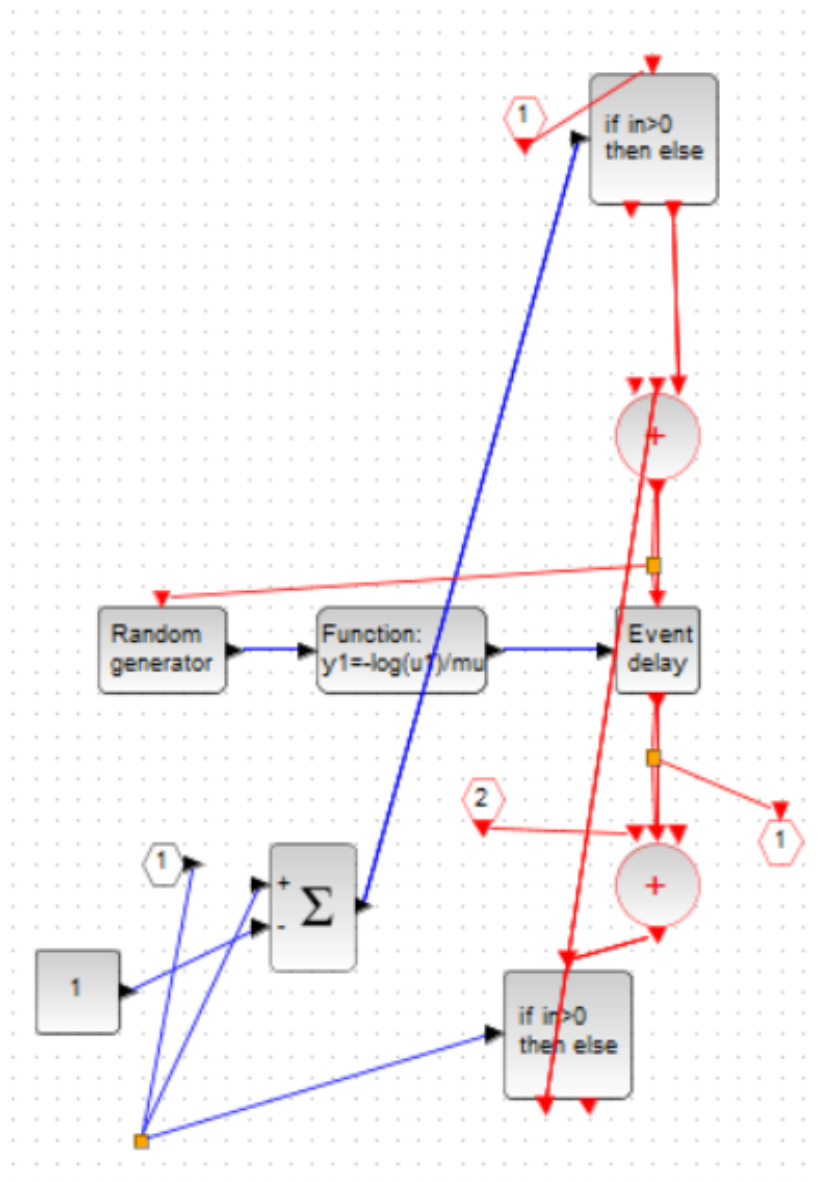 1
if in>0
then else
+
Random
generator
Function:
y1=-log(u1)/mu
Event
delay
2
1
1
+
-
Σ
+
1
if in>0
then else